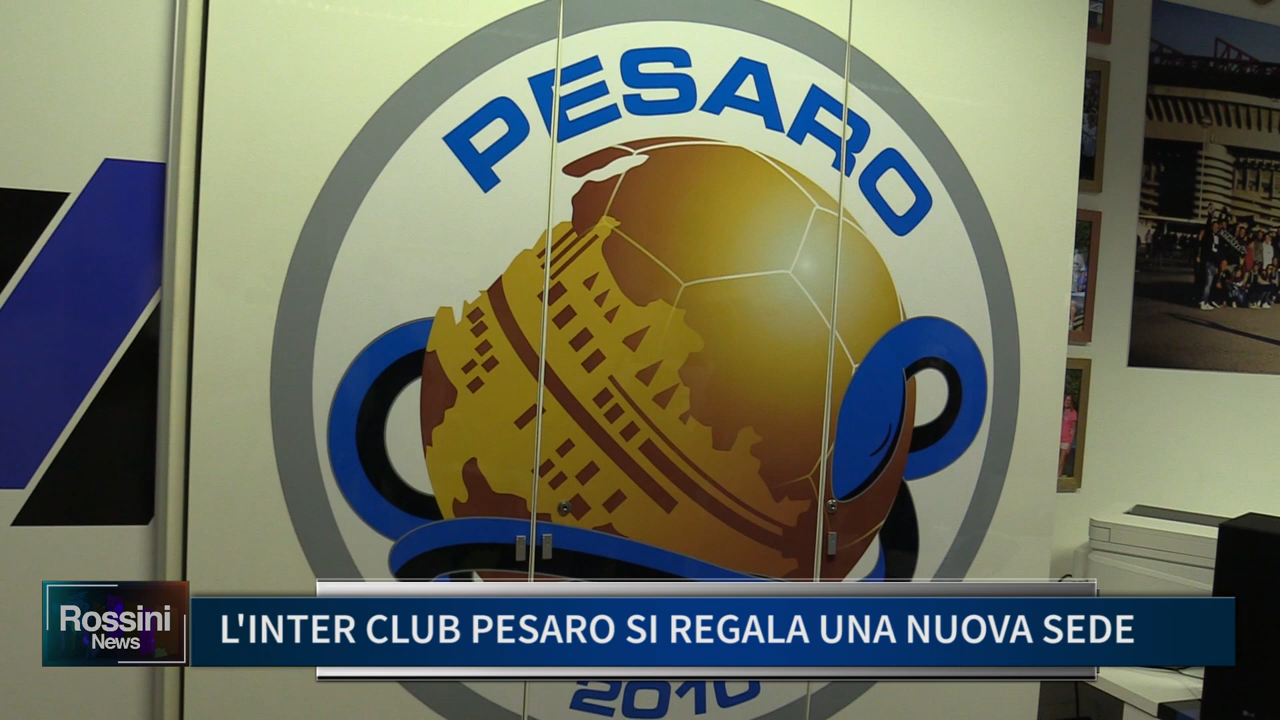 PESARO
Rossini
News
L'INTER CLUB PESARO SI REGALA UNA NUOVA SEDE
2010